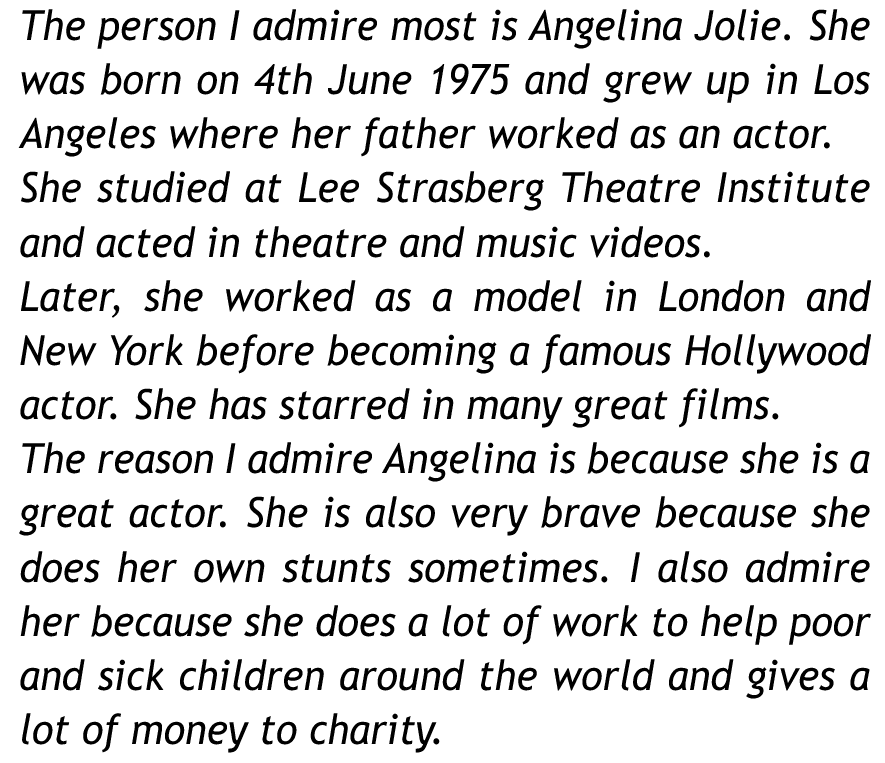 The person I admire most is Angelina Jolie. She
was born on 4th June 1975 and grew up in Los
Angeles where her father worked as an actor.
She studied at Lee Strasberg Theatre Institute
and acted in theatre and music videos.
Later, she worked as a model in London and
New York before becoming a famous Hollywood
actor. She has starred in many great films.
The reason I admire Angelina is because she is a
great actor. She is also very brave because she
does her own stunts sometimes. I also admire
her because she does a lot of work to help poor
and sick children around the world and gives a
lot of money to charity.